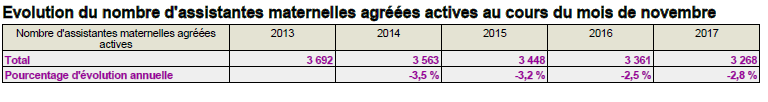 Evolution du nombre d'assistantes maternelles agréées actives au cours du mois de novembre
Nombre d'assistantes maternelles agréées actives 2013 2014 2015 2016 2017
Total 3 692 3 563 3 448 3 361 3 268
Pourcentage d'évolution annuelle -3,5 % -3,2 % -2,5 % -2,8 %